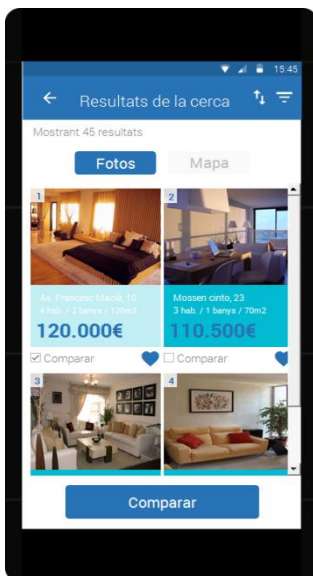 15:45
Resultats de la cerca
Mostrant 45 resultats
Fotos
Mapa
1
2
Av. Francesc Macià, 10
4 hab. / 2 banys / 120m2
120.000€
Mossen cinto, 23
3 hab. / 1 banys / 70m2
110.500€
Comparar
Comparar
3
4
Comparar